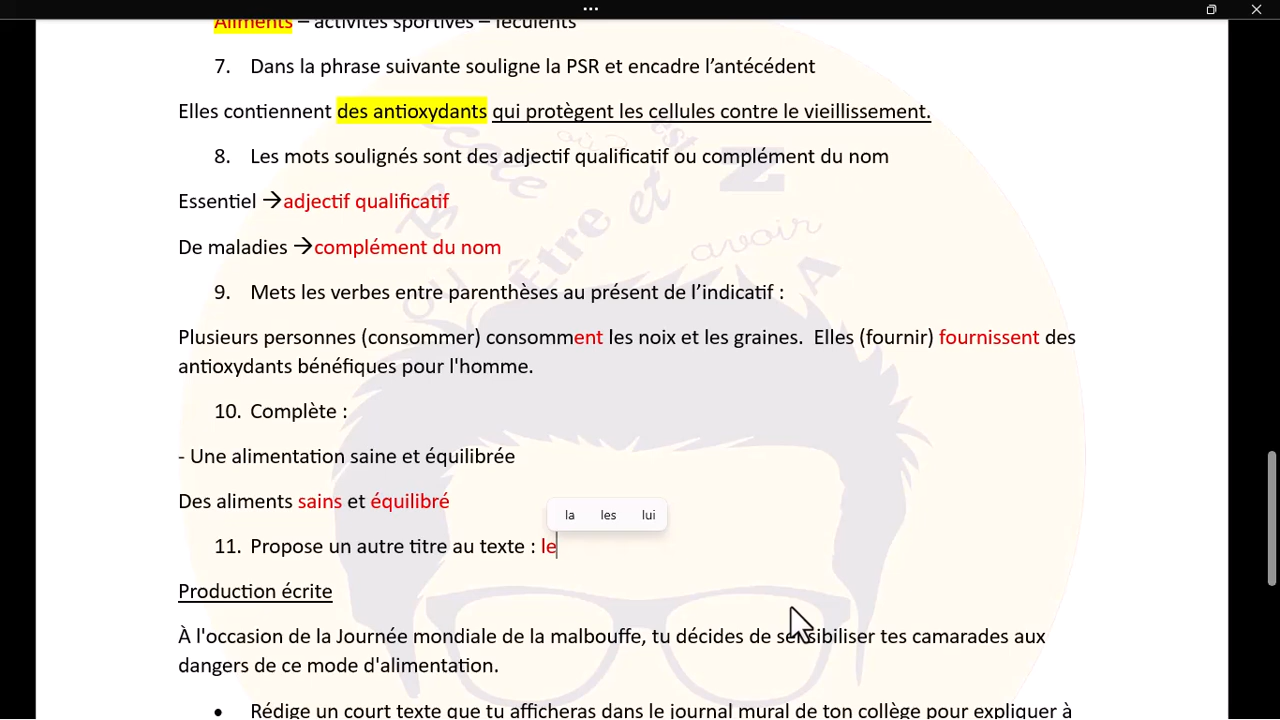 Aliments – activités sportives – féculents
7. Dans la phrase suivante souligne la PSR et encadre l’antécédent
Elles contiennent des antioxydants qui protègent les cellules contre le vieillissement.
8. Les mots soulignés sont des adjectif qualificatif ou complément du nom
Essentiel →adjectif qualificatif
De maladies →complément du nom
9. Mets les verbes entre parenthèses au présent de l’indicatif :
Plusieurs personnes (consommer) consomment les noix et les graines. Elles (fournir) fournissent des
antioxydants bénéfiques pour l'homme.
10. Complète :
- Une alimentation saine et équilibrée
Des aliments sains et équilibré
la les lui
11. Propose un autre titre au texte : le
Production écrite
À l'occasion de la Journée mondiale de la malbouffe, tu décides de sensibiliser tes camarades aux
dangers de ce mode d'alimentation.
• Rédige un court texte que tu afficheras dans le journal mural de ton collège pour expliquer à